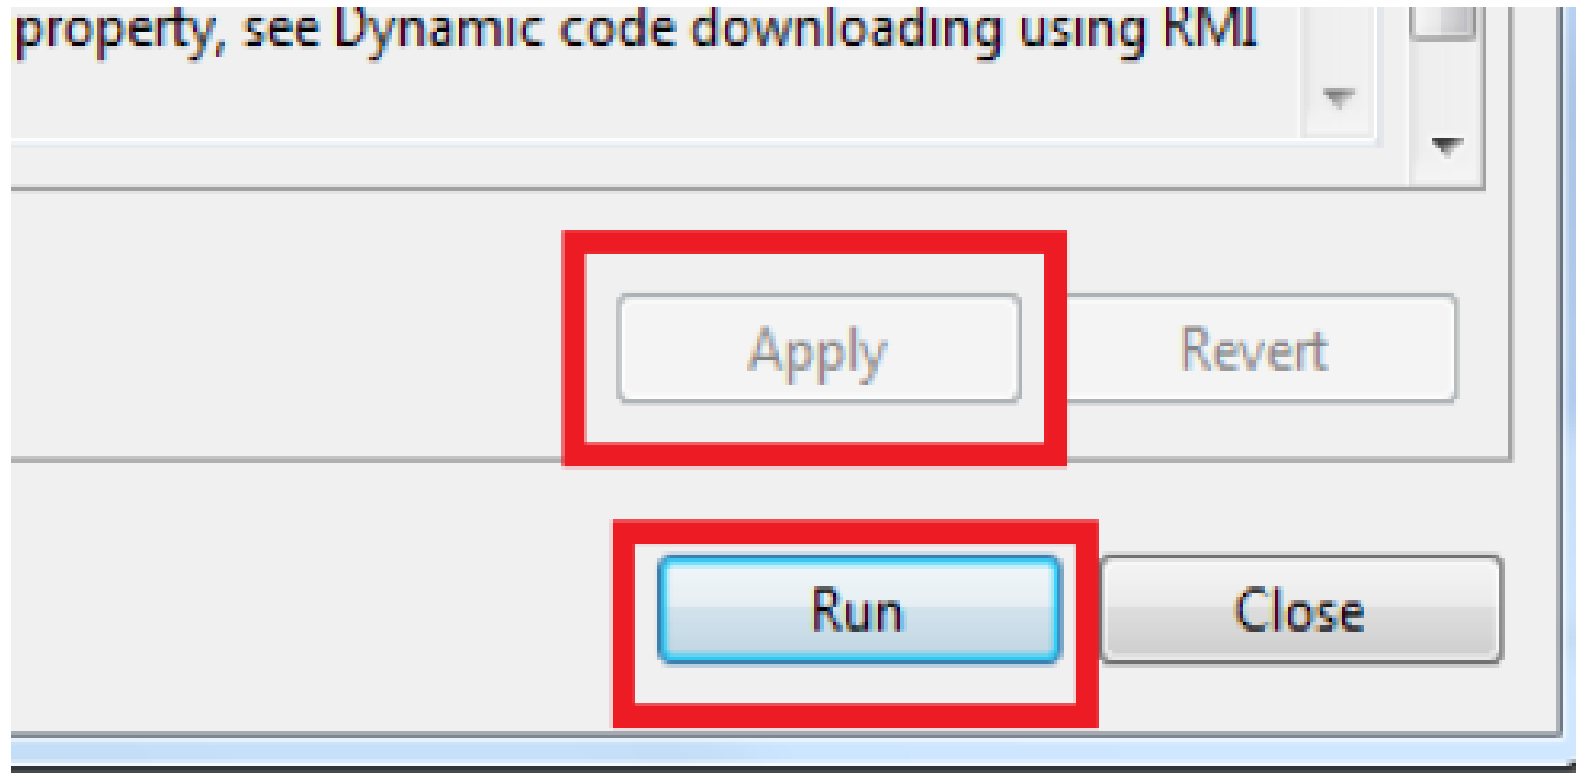 property, see Dynamic code downloading using RMI
Apply Revert
Run Close